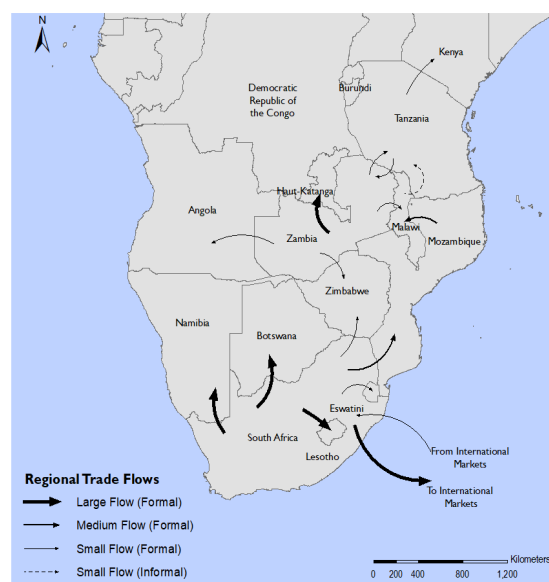 N
Kenya
Democratic
Republic of
the Congo
Burundi
Tanzania
Haut-Katanga
Angola
Malawi
Zambia
Mozambique
Zimbabwe
Namibia
Botswana
Eswatini
South Africa
Lesotho
From International
Markets
To International
Markets
Regional Trade Flows
Large Flow (Formal)
Medium Flow (Formal)
Small Flow (Formal)
Small Flow (Informal)
Kilometers
0 200 400 800 1,200